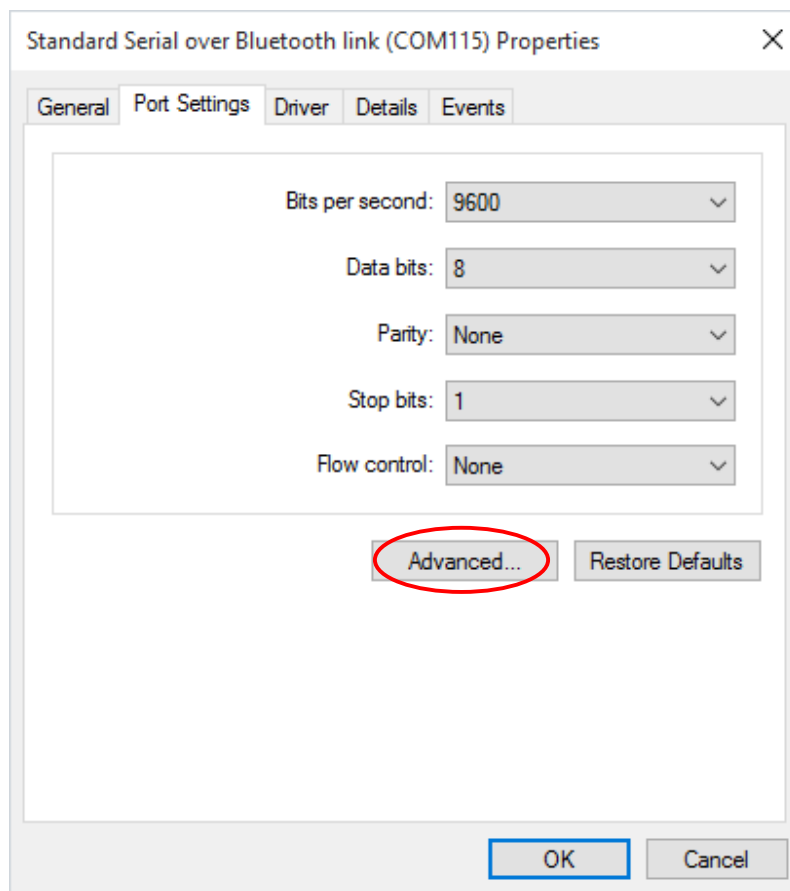 Standard Serial over Bluetooth link (COM115) Properties
General Port Settings Driver Details Events
Bits per second: 9600
Data bits: 8
Parity: None
Stop bits: 1
Flow control: None
Advanced... Restore Defaults
OK Cancel